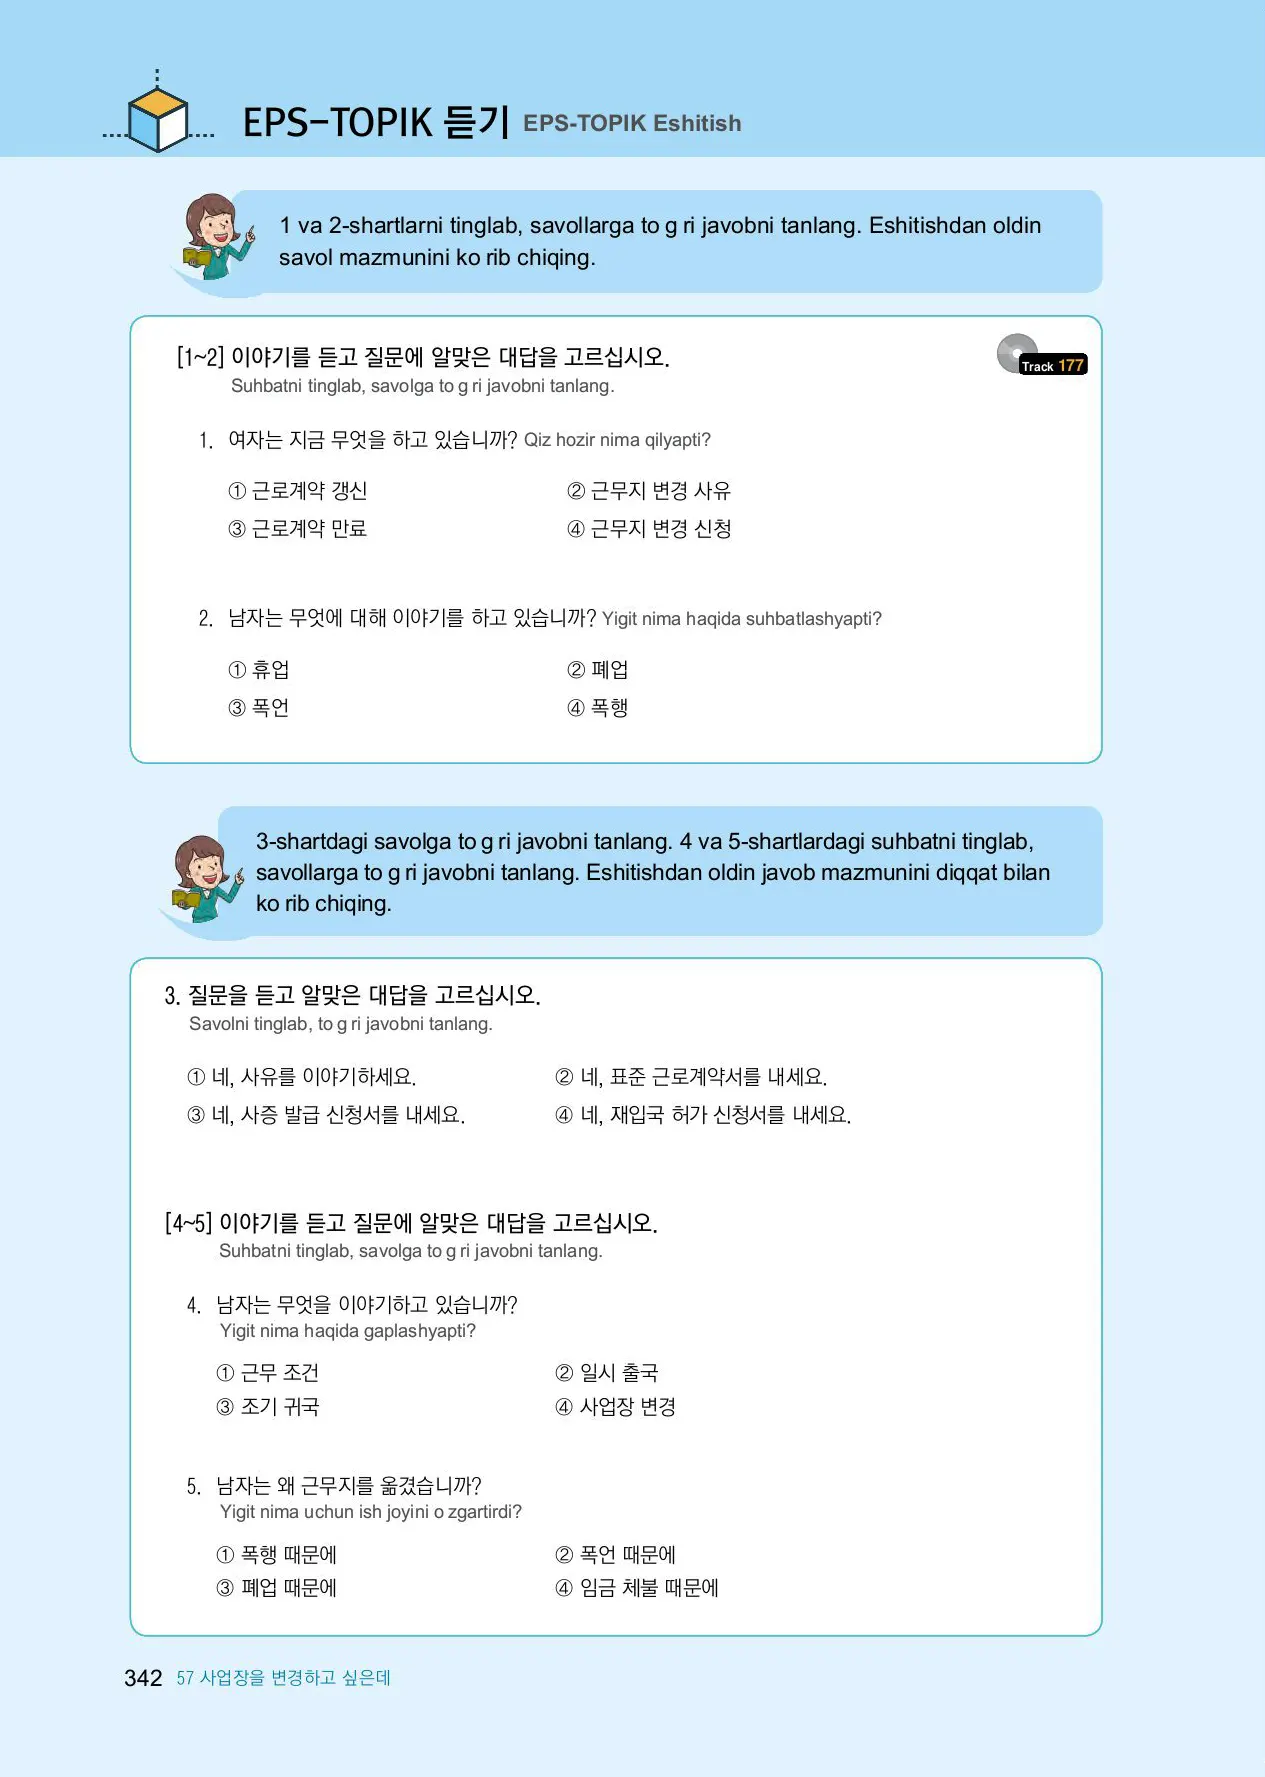 EPS-TOPIK 듣기 EPS-TOPIK Eshitish
1 va 2-shartlarni tinglab, savollarga to g ri javobni tanlang. Eshitishdan oldin
savol mazmunini ko rib chiqing.
[1~2] 이야기를 듣고 질문에 알맞은 대답을 고르십시오.
Track 177
Suhbatni tinglab, savolga to g ri javobni tanlang.
1. 여자는 지금 무엇을 하고 있습니까? Qiz hozir nima qilyapti?
① 근로계약 갱신 ② 근무지 변경 사유
③ 근로계약 만료 ④ 근무지 변경 신청
2. 남자는 무엇에 대해 이야기를 하고 있습니까? Yigit nima haqida suhbatlashyapti?
① 휴업 ② 폐업
③ 폭언 ④ 폭행
3-shartdagi savolga to g ri javobni tanlang. 4 va 5-shartlardagi suhbatni tinglab,
savollarga to g ri javobni tanlang. Eshitishdan oldin javob mazmunini diqqat bilan
ko rib chiqing.
3. 질문을 듣고 알맞은 대답을 고르십시오.
Savolni tinglab, to g ri javobni tanlang.
① 네, 사유를 이야기하세요. ② 네, 표준 근로계약서를 내세요.
③ 네, 사증 발급 신청서를 내세요. ④ 네, 재입국 허가 신청서를 내세요.
[4~5] 이야기를 듣고 질문에 알맞은 대답을 고르십시오.
Suhbatni tinglab, savolga to g ri javobni tanlang.
4. 남자는 무엇을 이야기하고 있습니까?
Yigit nima haqida gaplashyapti?
① 근무 조건 ② 일시 출국
③ 조기 귀국 ④ 사업장 변경
5. 남자는 왜 근무지를 옮겼습니까?
Yigit nima uchun ish joyini o zgartirdi?
① 폭행 때문에 ② 폭언 때문에
③ 폐업 때문에 ④ 임금 체불 때문에
342 57 사업장을 변경하고 싶은데